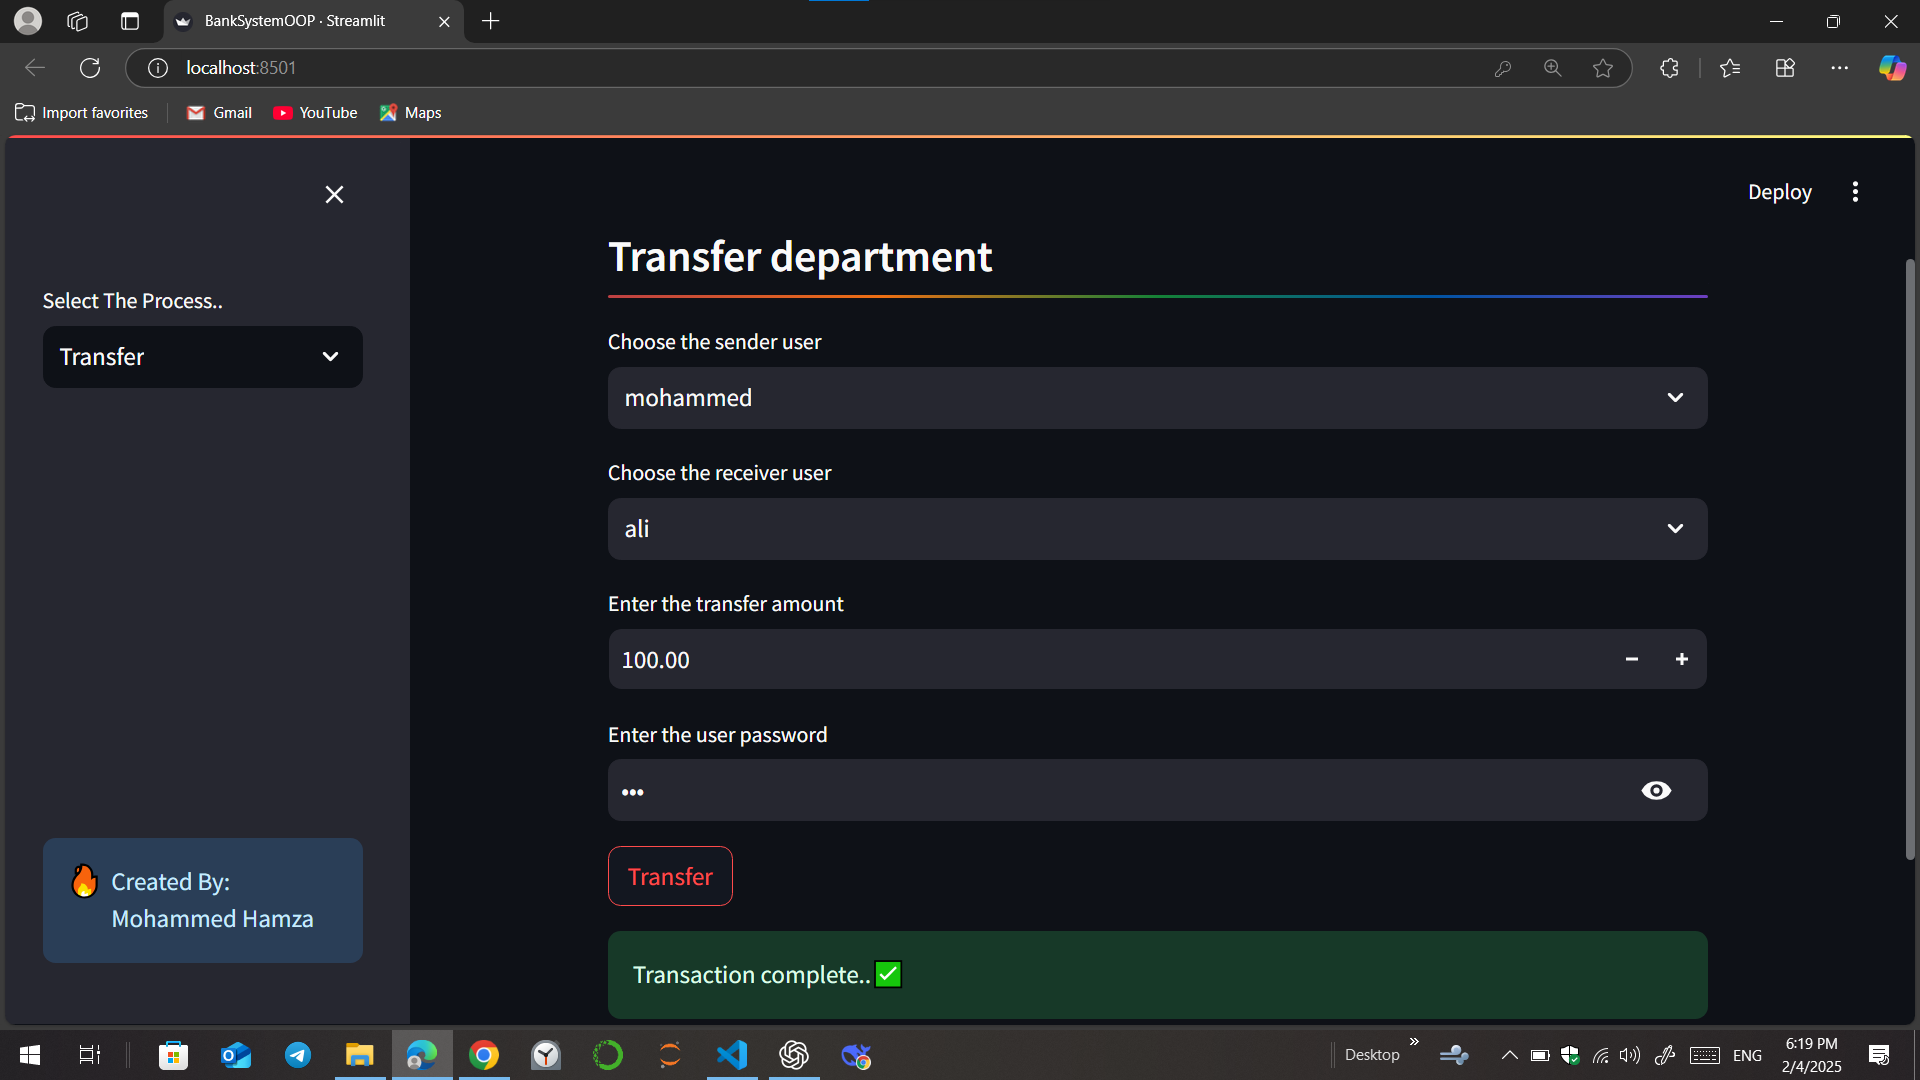 BankSystemOOP · Streamlit
localhost:8501
Import favorites
Gmail
YouTube
Maps
Deploy
Select The Process..
Transfer
Created By:
Mohammed Hamza
Transfer department
Choose the sender user
mohammed
Choose the receiver user
ali
Enter the transfer amount
100.00
Enter the user password
•••
Transfer
Transaction complete..✅
Desktop
ENG
6:19 PM
2/4/2025